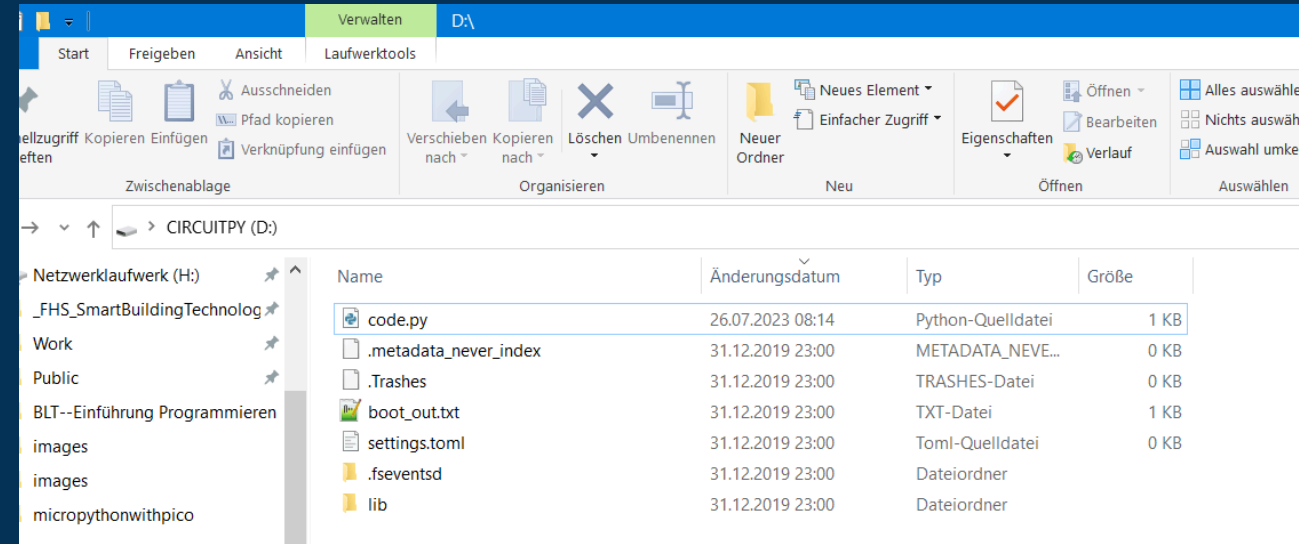 Verwalten D:\
Start Freigeben Ansicht Laufwerktools
Ausschneiden
Pfad kopieren
Verknüpfung einfügen
Kopieren Einfügen
Zwischenablage
Verschieben nach Kopieren nach Löschen Umbenennen
Organisieren
Neuer Ordner
Neues Element
Einfacher Zugriff
Neu
Eigenschaften
Öffnen
Bearbeiten
Verlauf
Öffnen
Alles auswähle
Nichts auswäh
Auswahl umke
Auswählen
CIRCUITPY (D:)
Netzwerklaufwerk (H:)
_FHS_SmartBuildingTechnolog
Work
Public
BLT--Einführung Programmieren
images
images
micropythonwithpico
Name Änderungsdatum Typ Größe
code.py 26.07.2023 08:14 Python-Quelldatei 1 KB
.metadata_never_index 31.12.2019 23:00 METADATA_NEVE... 0 KB
.Trashes 31.12.2019 23:00 TRASHES-Datei 0 KB
boot_out.txt 31.12.2019 23:00 TXT-Datei 1 KB
settings.toml 31.12.2019 23:00 Toml-Quelldatei 0 KB
.fseventsd 31.12.2019 23:00 Dateiordner
lib 31.12.2019 23:00 Dateiordner